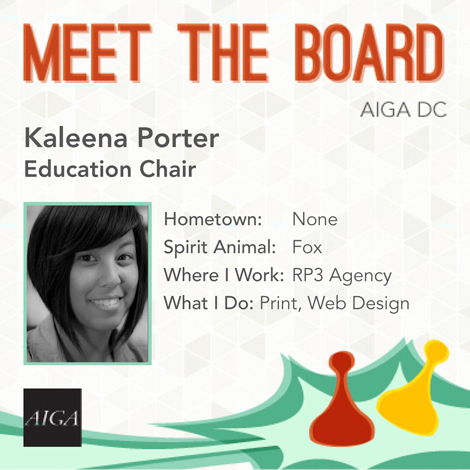 MEET THE BOARD
AIGA DC
Kaleena Porter
Education Chair
Hometown: None
Spirit Animal: Fox
Where I Work: RP3 Agency
What I Do: Print, Web Design
AIGA